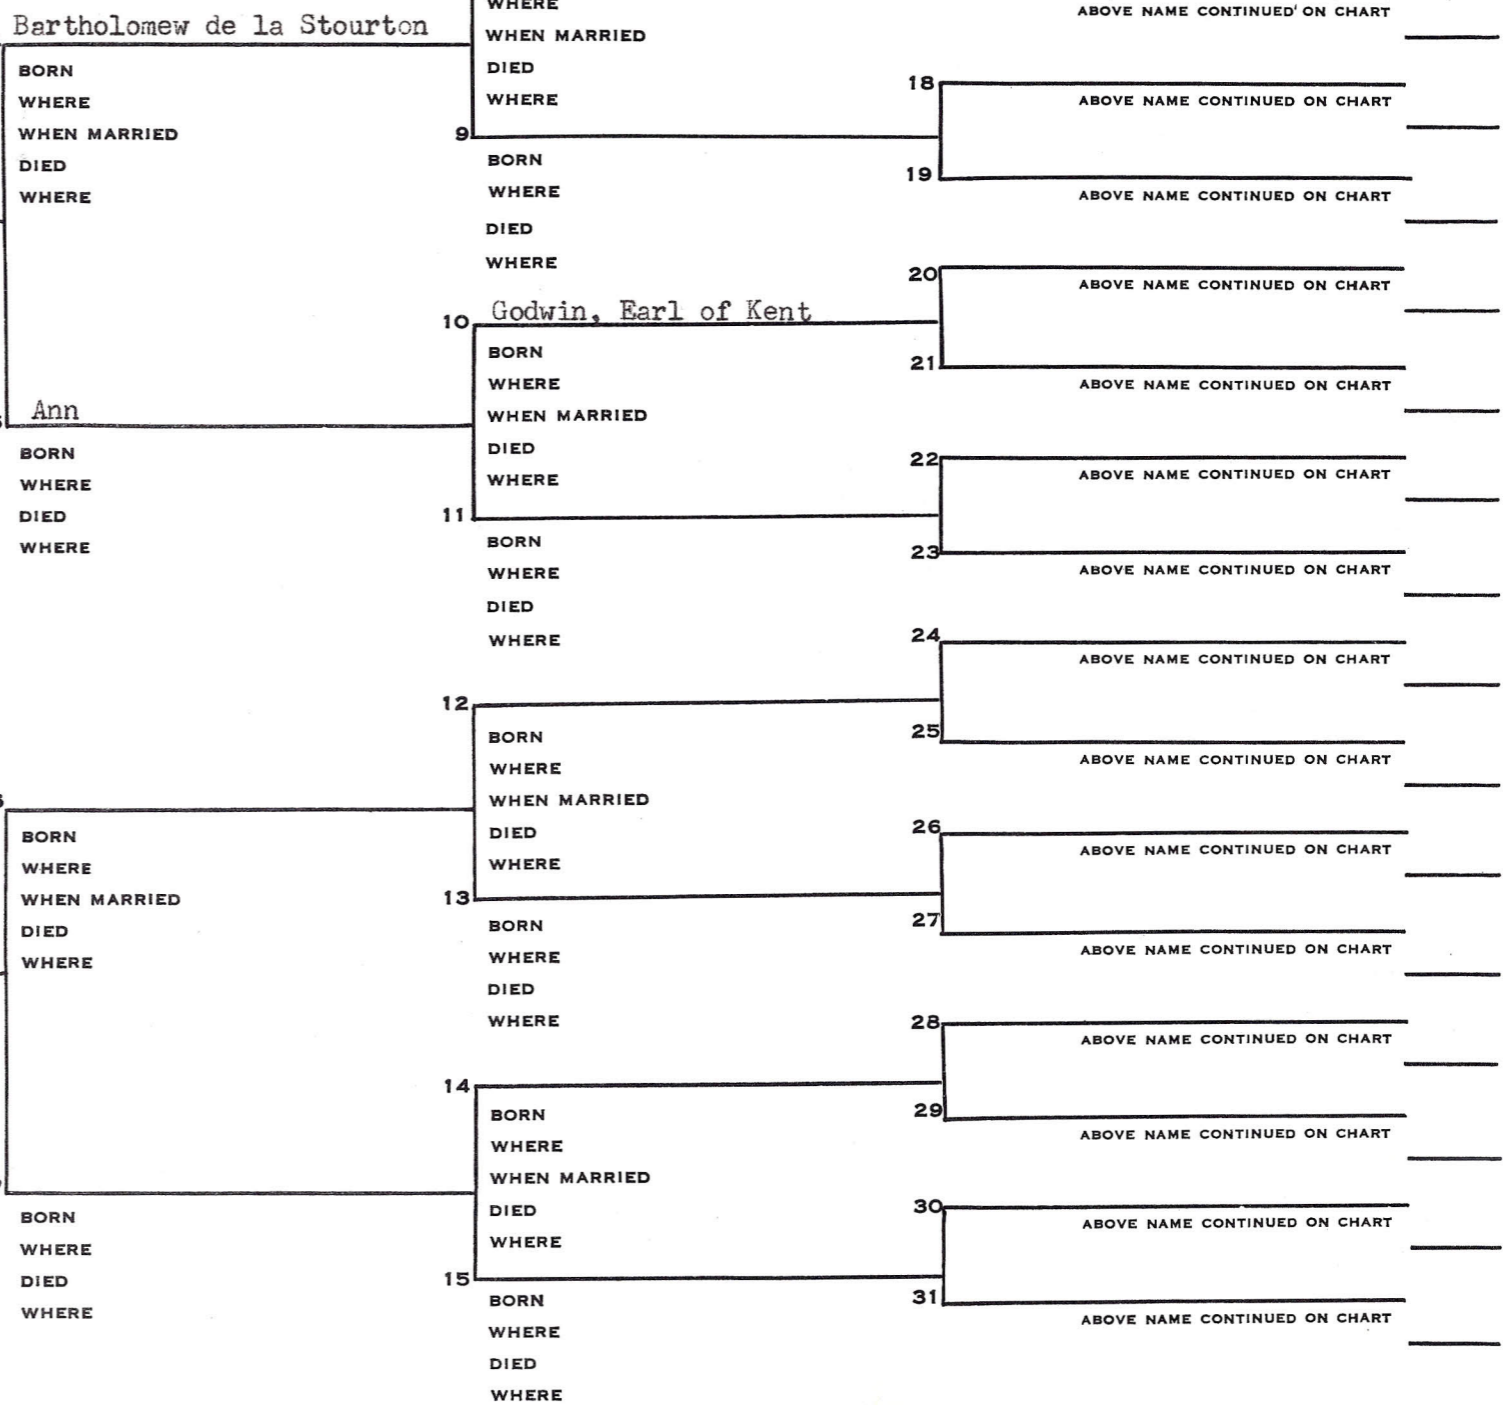 WHERE
ABOVE NAME CONTINUED ON CHART
Bartholomew de la Stourton
WHEN MARRIED
BORN
DIED
18
WHERE
WHERE
ABOVE NAME CONTINUED ON CHART
WHEN MARRIED
9
DIED
BORN
19
WHERE
WHERE
ABOVE NAME CONTINUED ON CHART
DIED
WHERE
20
ABOVE NAME CONTINUED ON CHART
10 Godwin, Earl of Kent
BORN
21
WHERE
ABOVE NAME CONTINUED ON CHART
Ann
WHEN MARRIED
BORN
DIED
22
WHERE
WHERE
ABOVE NAME CONTINUED ON CHART
DIED
11
WHERE
BORN
23
WHERE
ABOVE NAME CONTINUED ON CHART
DIED
WHERE
24
ABOVE NAME CONTINUED ON CHART
12
BORN
25
WHERE
ABOVE NAME CONTINUED ON CHART
WHEN MARRIED
BORN
DIED
26
WHERE
WHERE
ABOVE NAME CONTINUED ON CHART
WHEN MARRIED
13
DIED
BORN
27
WHERE
WHERE
ABOVE NAME CONTINUED ON CHART
DIED
WHERE
28
ABOVE NAME CONTINUED ON CHART
14
BORN
29
WHERE
ABOVE NAME CONTINUED ON CHART
WHEN MARRIED
BORN
DIED
30
WHERE
WHERE
ABOVE NAME CONTINUED ON CHART
DIED
15
WHERE
BORN
31
WHERE
ABOVE NAME CONTINUED ON CHART
DIED
WHERE